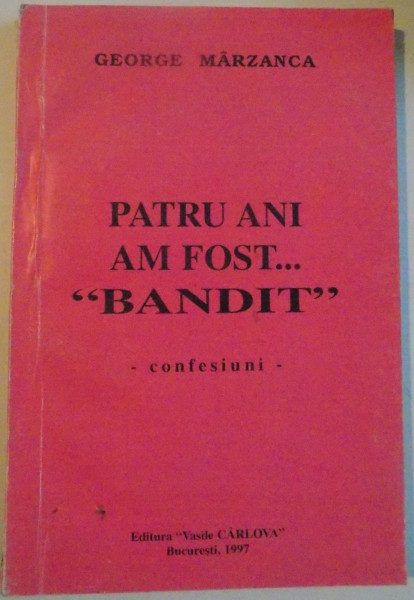 GEORGE MÂRZANCA
PATRU ANI
AM FOST...
“BANDIT”
- confesiuni -
Editura "Vasile CÂRLOVA"
Bucureşti, 1997